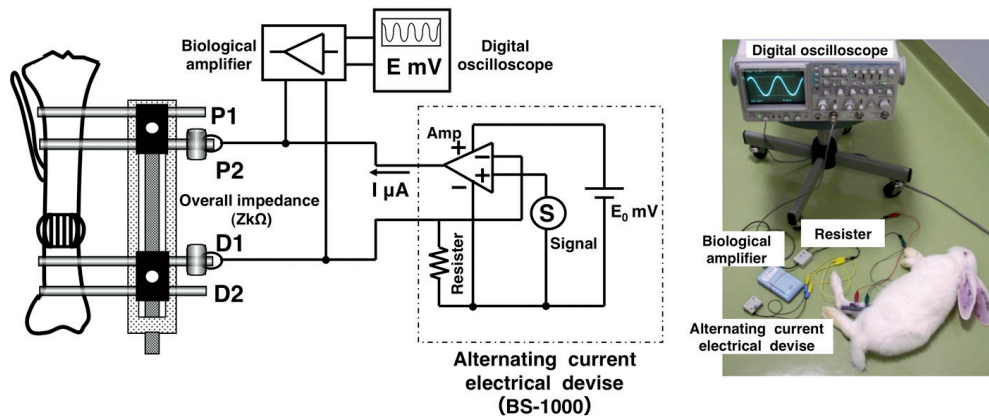 Biological
amplifier
E mV
Digital
oscilloscope
P1
P2
Overall impedance
(ZkΩ)
D1
D2
I µA
Amp
+
−
−
+
S
Signal
Resister
E₀ mV
Alternating current
electrical devise
(BS-1000)
Digital oscilloscope
Resister
Biological
amplifier
Alternating current
electrical devise